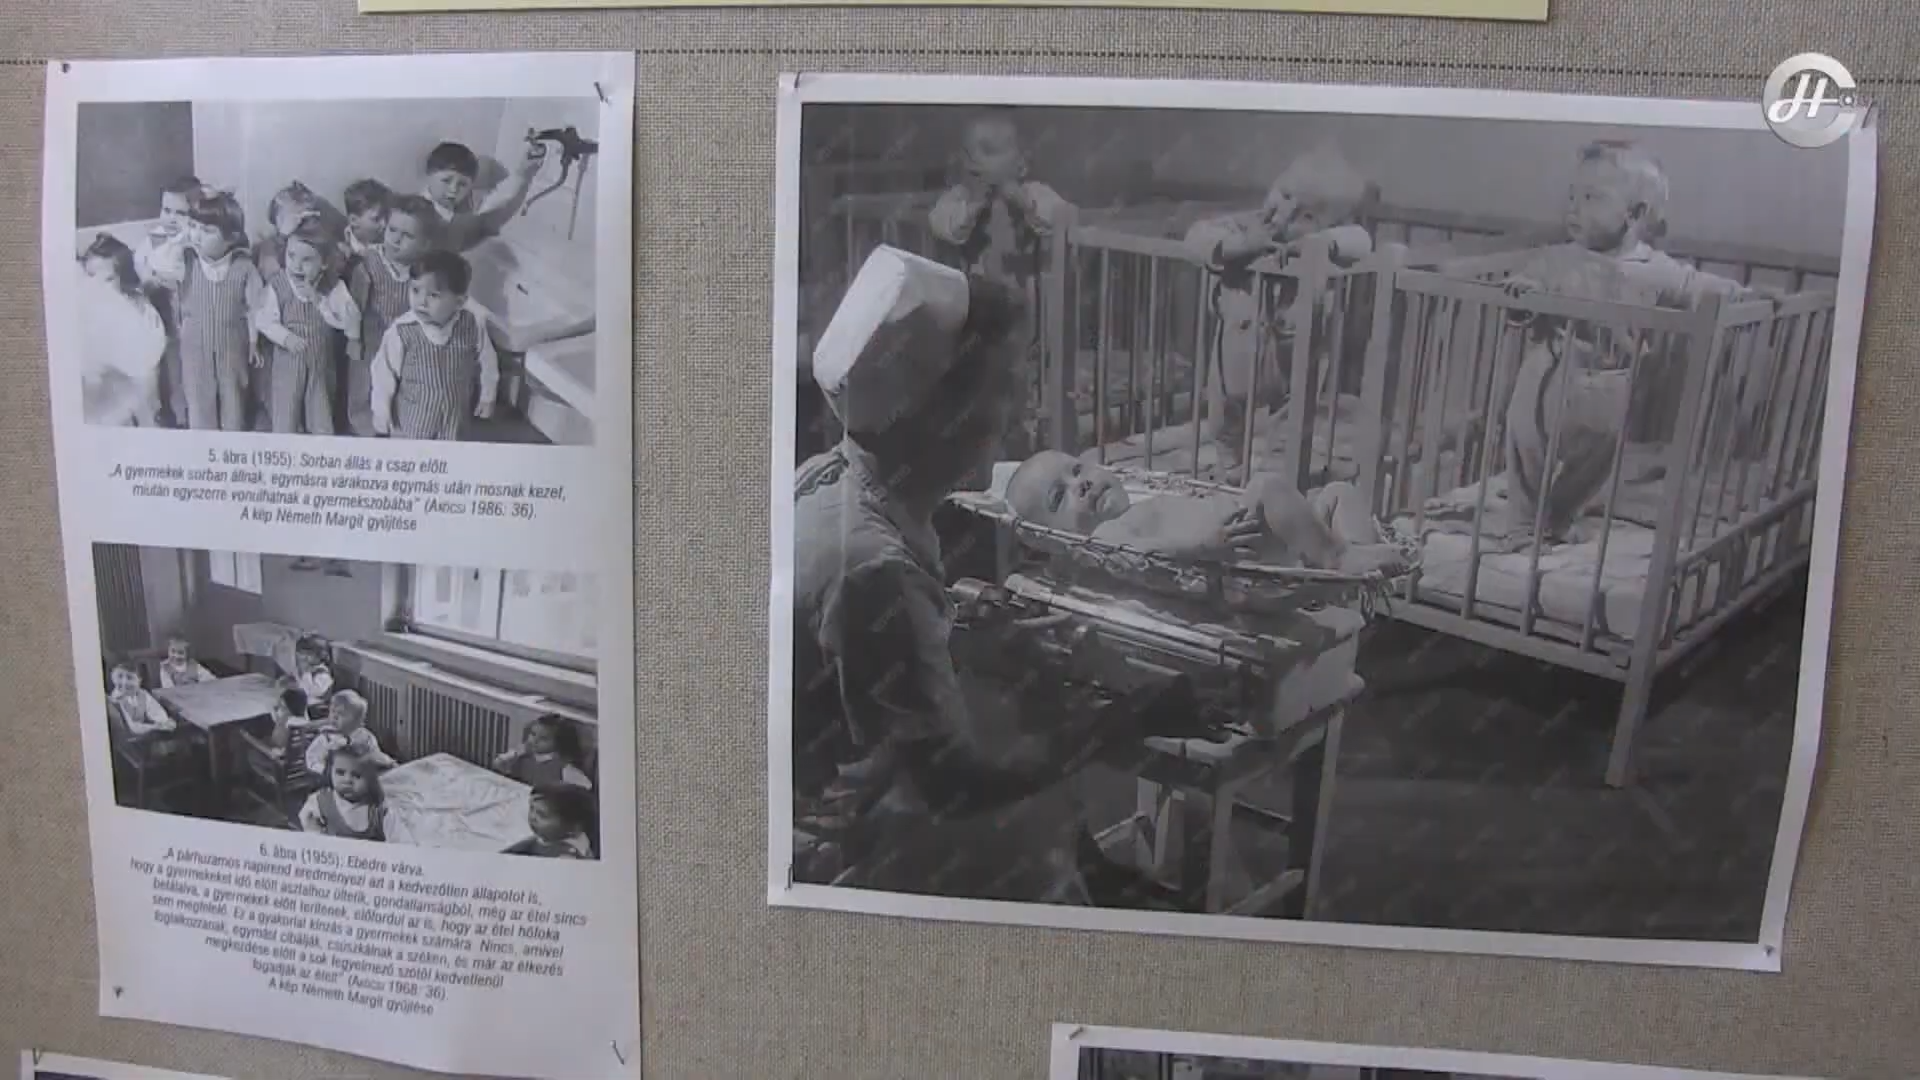 5. ábra (1955): Sorban állás a csap előtt.
„A gyermekek sorban állnak, egymásra várakozva egymás után mosnak kezet,
miután egyszerre vonulhatnak a gyermekszobába” (Akócsi 1986: 36).
A kép Németh Margit gyűjtése
6. ábra (1955): Ebédre várva.
„A párhuzamos napirend eredményezi azt a kedvezőtlen állapotot is,
hogy a gyermekeket idő előtt asztalhoz ültetik, gondatlanságból, még az étel sincs
betálalva, a gyermekek előtt terítenek, előfordul az is, hogy az étel hőfoka
sem megfelelő. Ez a gyakorlat kínzás a gyermekek számára. Nincs, amivel
foglalkozzanak, egymást cibálják, csúszkálnak a széken, és már az étkezés
megkezdése előtt a sok fegyelmező szótól kedvetlenül
fogadják az ételt” (Akócsi 1968: 36).
A kép Németh Margit gyűjtése